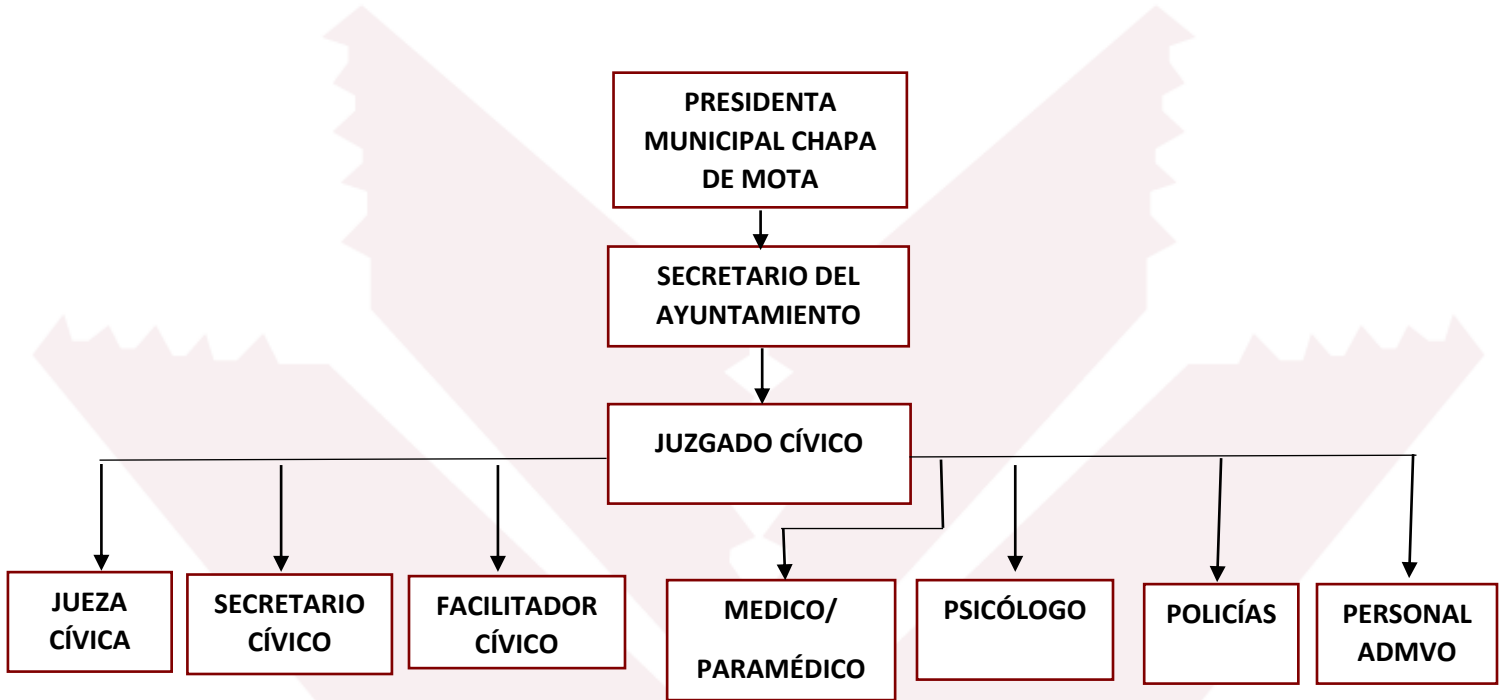 PRESIDENTA
MUNICIPAL CHAPA
DE MOTA
SECRETARIO DEL
AYUNTAMIENTO
JUZGADO CÍVICO
JUEZA
CÍVICA
SECRETARIO
CÍVICO
FACILITADOR
CÍVICO
MEDICO/
PARAMÉDICO
PSICÓLOGO
POLICÍAS
PERSONAL
ADMVO